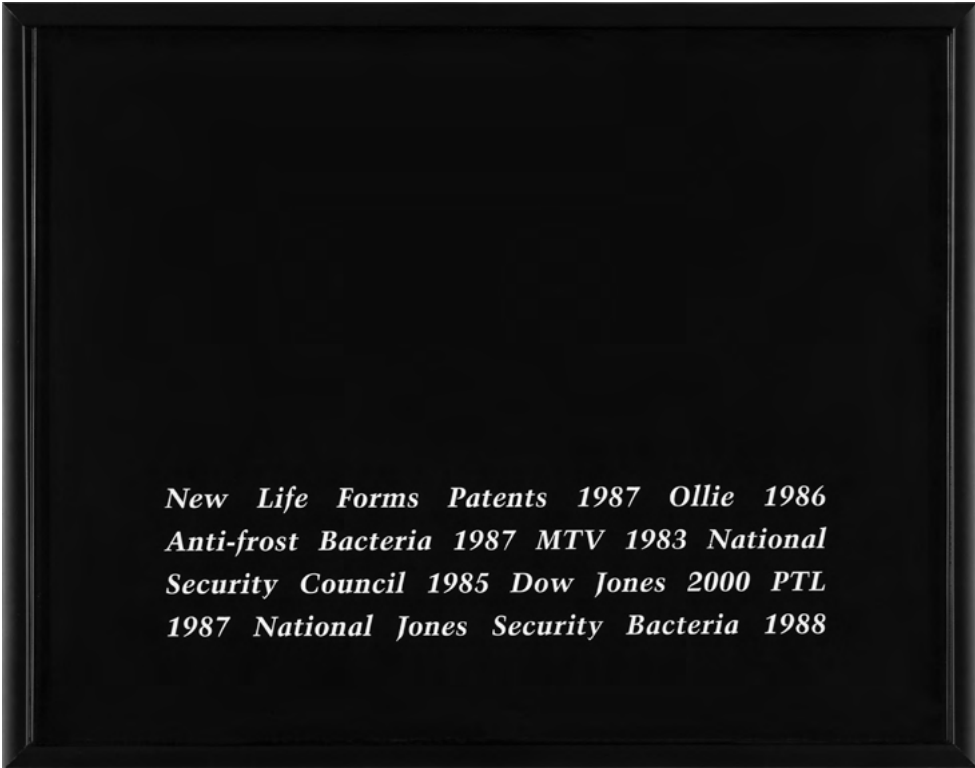 New Life Forms Patents 1987 Ollie 1986
Anti-frost Bacteria 1987 MTV 1983 National
Security Council 1985 Dow Jones 2000 PTL
1987 National Jones Security Bacteria 1988